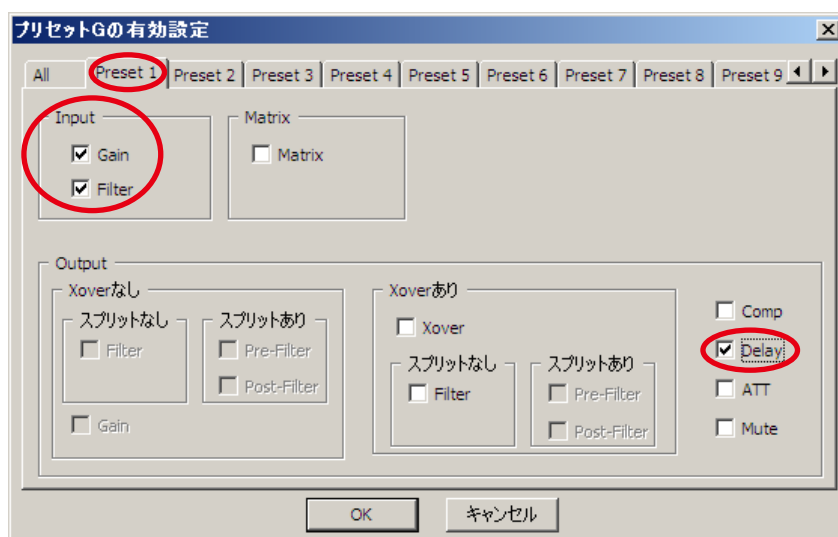 プリセットGの有効設定
All Preset 1 Preset 2 Preset 3 Preset 4 Preset 5 Preset 6 Preset 7 Preset 8 Preset 9
Input
Gain
Filter
Matrix
Matrix
Output
Xoverなし
スプリットなし
Filter
スプリットあり
Pre-Filter
Post-Filter
Gain
Xoverあり
Xover
スプリットなし
Filter
スプリットあり
Pre-Filter
Post-Filter
Comp
Delay
ATT
Mute
OK
キャンセル